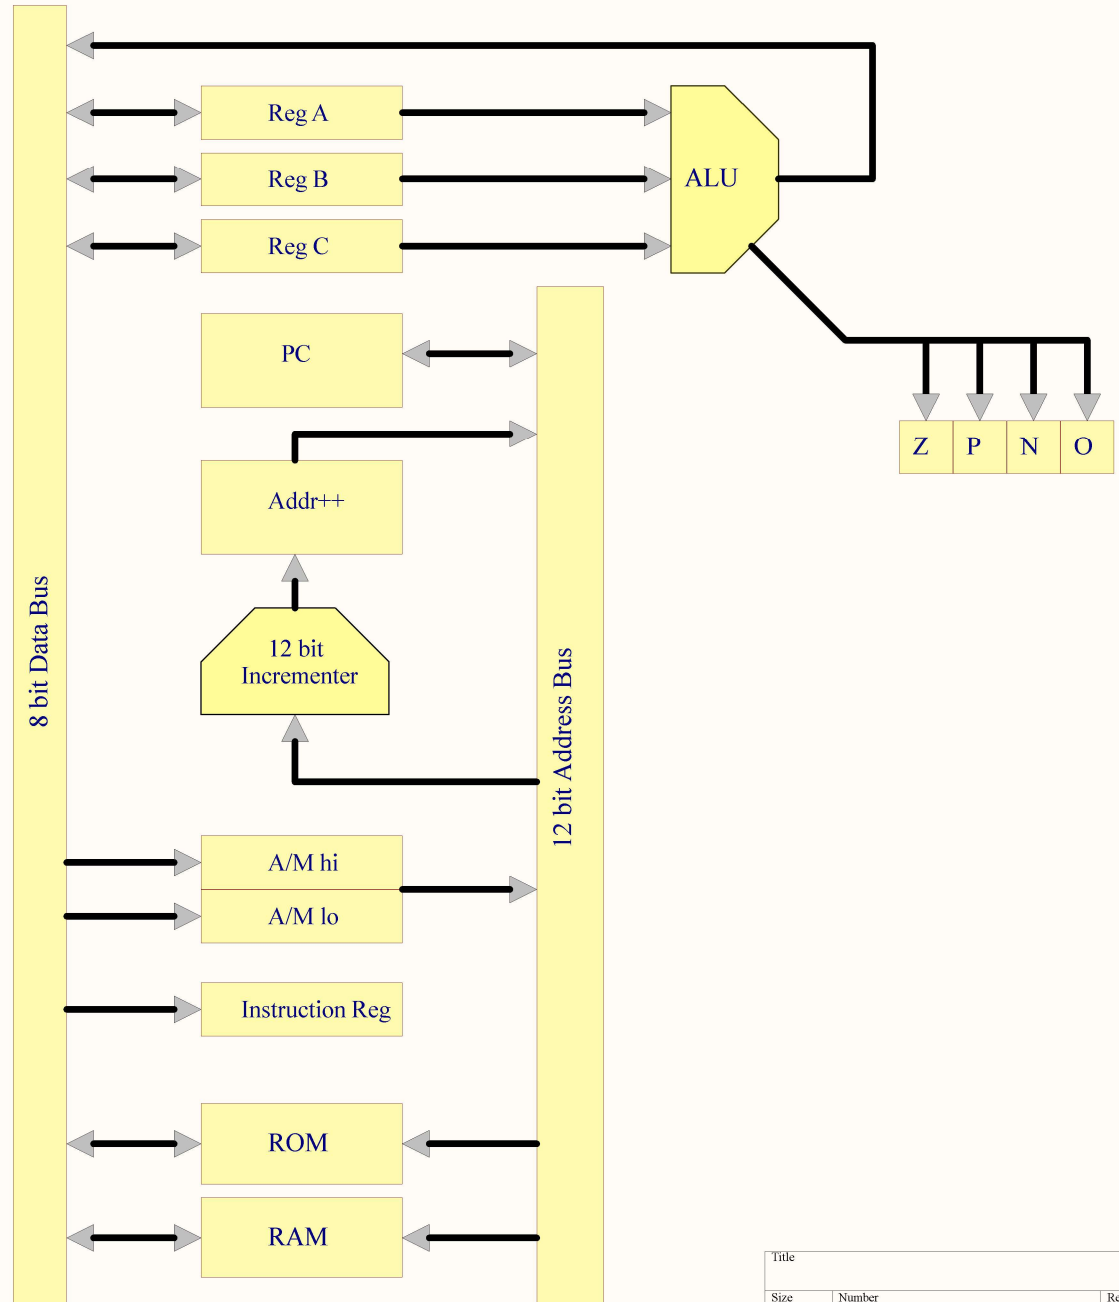 Reg A
Reg B
ALU
Reg C
PC
Z P N O
Addr++
8 bit Data Bus
12 bit
Incrementer
12 bit Address Bus
A/M hi
A/M lo
Instruction Reg
ROM
RAM
Title
Size Number